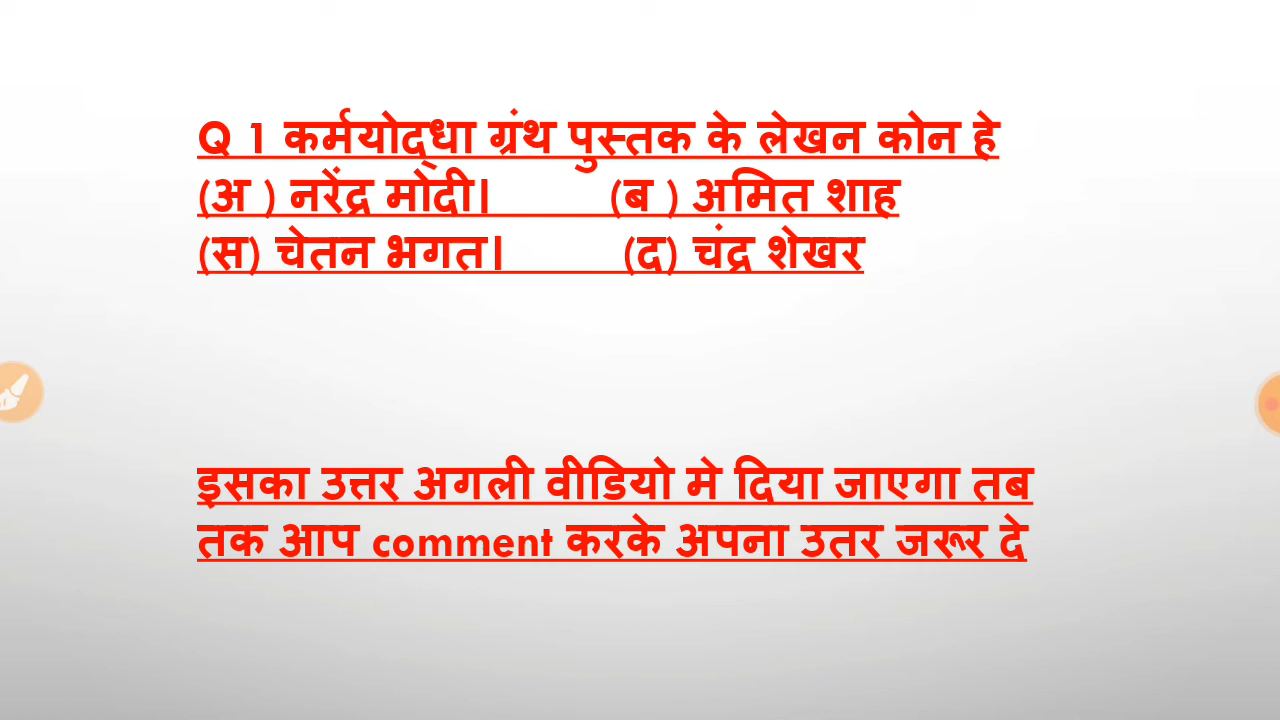 Q 1 कर्मयोद्धा ग्रंथ पुस्तक के लेखन कोन हे
(अ ) नरेंद्र मोदी। (ब ) अमित शाह
(स) चेतन भगत। (द) चंद्र शेखर
इसका उत्तर अगली वीडियो मे दिया जाएगा तब
तक आप comment करके अपना उतर जरूर दे